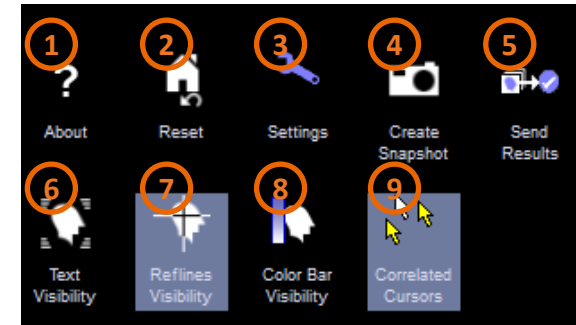 1 2 3 4 5
?
About Reset Settings Create Send
Snapshot Results
6 7 8 9
Text Reflines Color Bar Correlated
Visibility Visibility Visibility Cursors